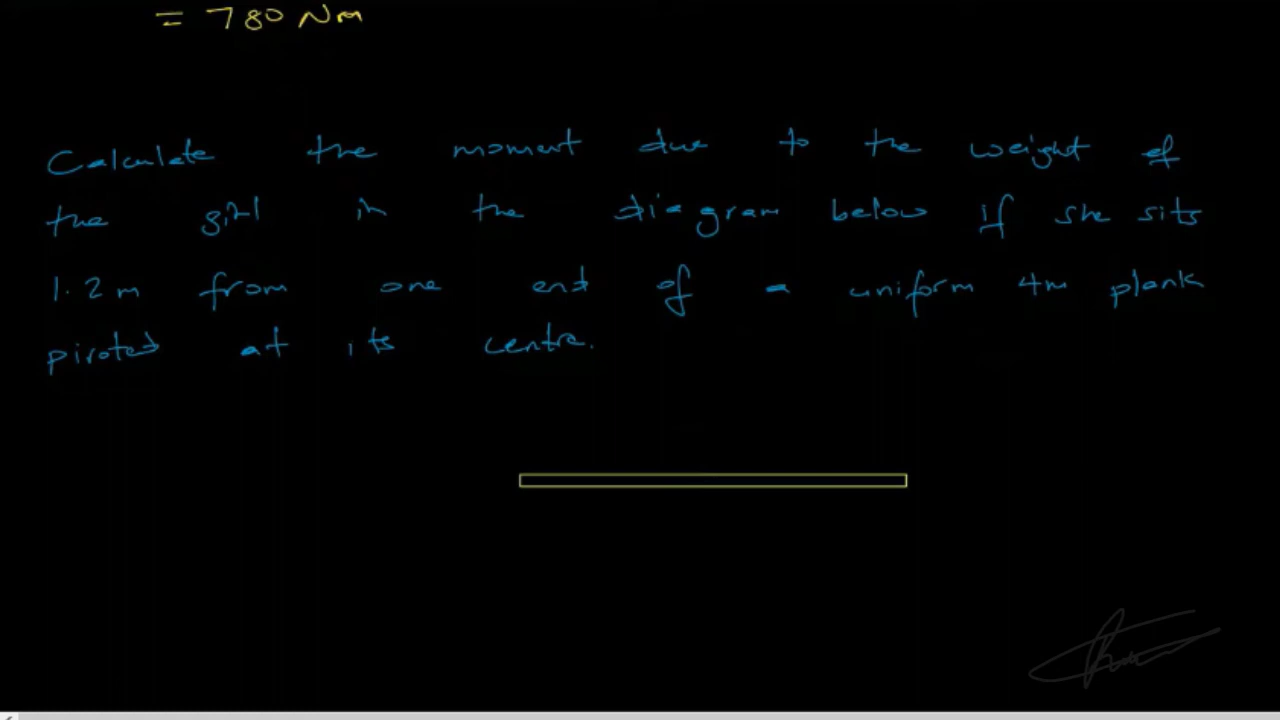 = 780 Nm
Calculate the moment due to the weight of
the girl in the diagram below if she sits
1.2m from one end of a uniform 4m plank
pivoted at its centre.